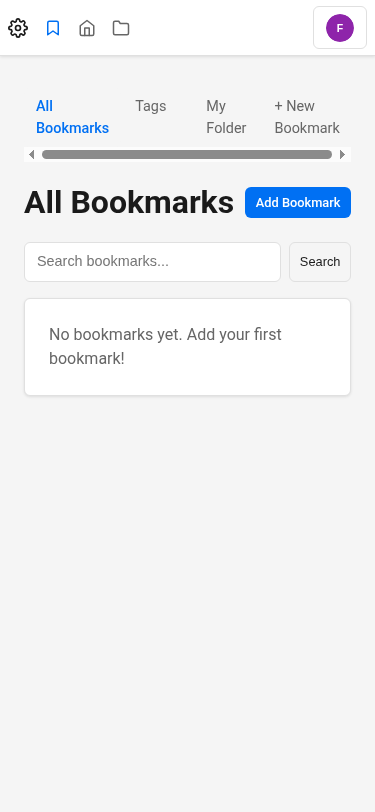 F
All Bookmarks
Tags
My Folder
+ New Bookmark
All Bookmarks
Add Bookmark
Search bookmarks...
Search
No bookmarks yet. Add your first
bookmark!